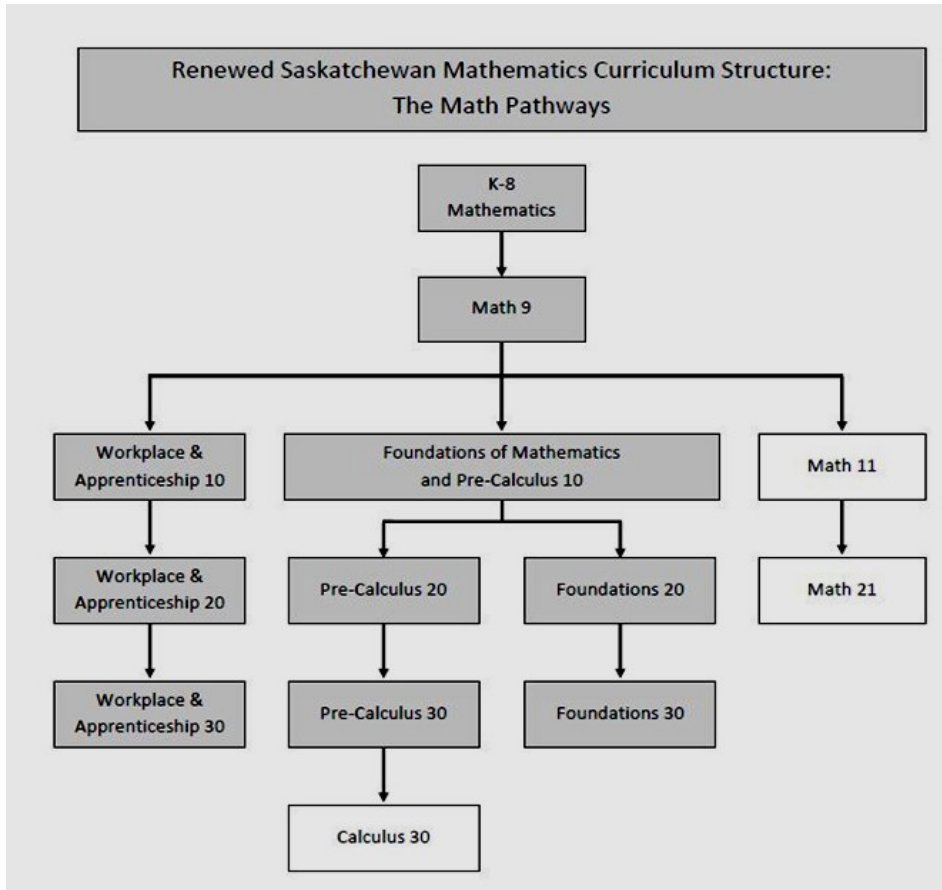 Renewed Saskatchewan Mathematics Curriculum Structure:
The Math Pathways
K-8
Mathematics
Math 9
Workplace &
Apprenticeship 10
Foundations of Mathematics
and Pre-Calculus 10
Math 11
Workplace &
Apprenticeship 20
Pre-Calculus 20
Foundations 20
Math 21
Workplace &
Apprenticeship 30
Pre-Calculus 30
Foundations 30
Calculus 30